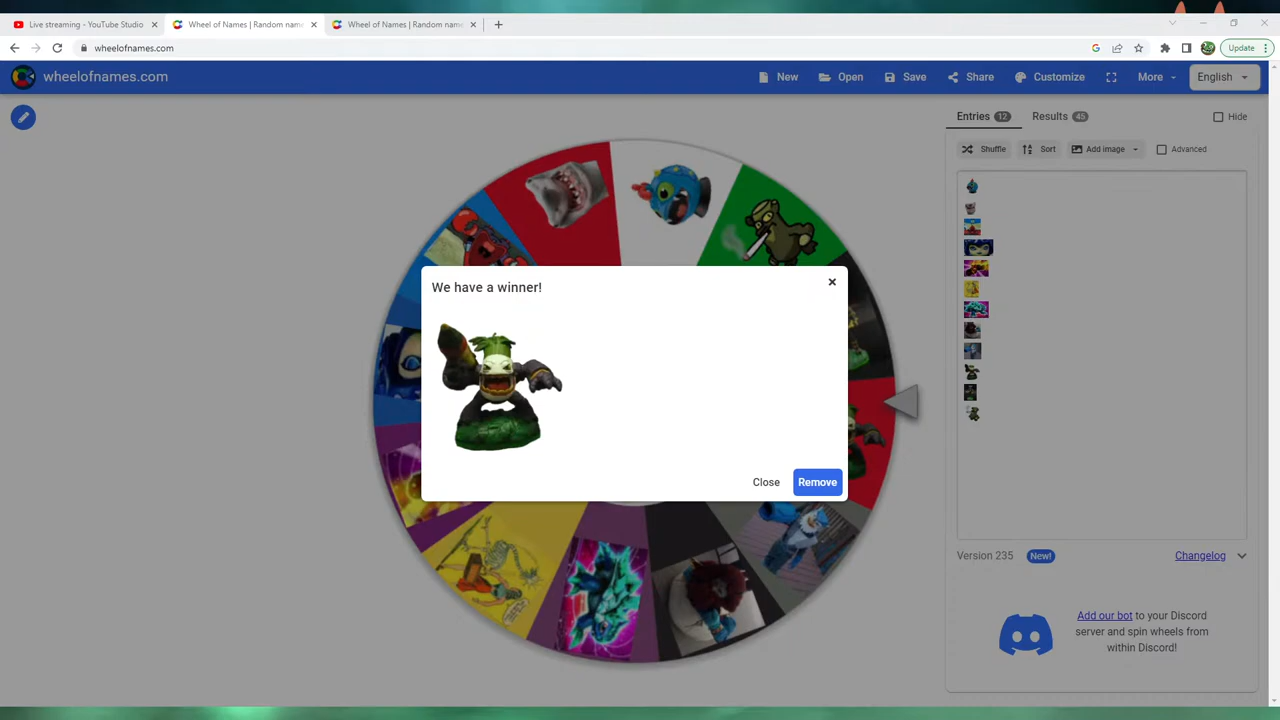 Live streaming - YouTube Studio
Wheel of Names | Random name
Wheel of Names | Random name
wheelofnames.com
Update
wheelofnames.com
New
Open
Save
Share
Customize
More
English
Entries 12
Results 45
Hide
Shuffle
Sort
Add image
Advanced
We have a winner!
Close
Remove
Version 235
New!
Changelog
Add our bot to your Discord
server and spin wheels from
within Discord!